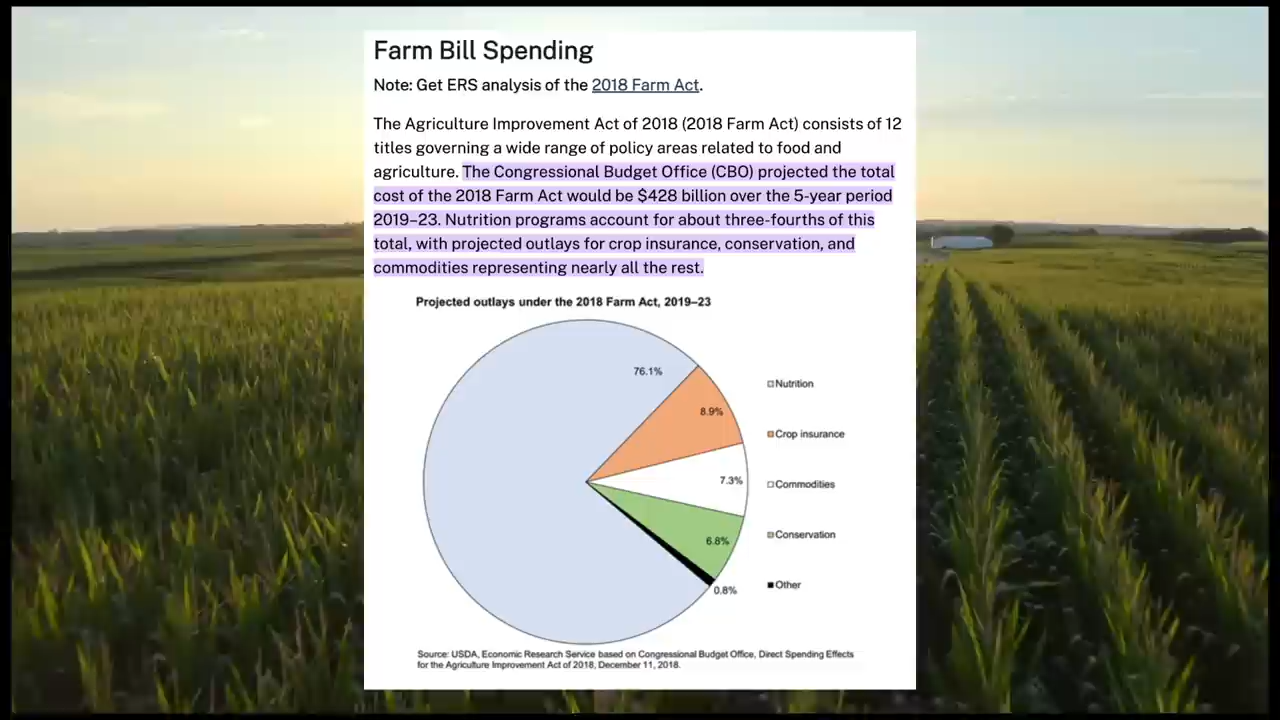 Farm Bill Spending
Note: Get ERS analysis of the 2018 Farm Act.
The Agriculture Improvement Act of 2018 (2018 Farm Act) consists of 12
titles governing a wide range of policy areas related to food and
agriculture. The Congressional Budget Office (CBO) projected the total
cost of the 2018 Farm Act would be $428 billion over the 5-year period
2019–23. Nutrition programs account for about three-fourths of this
total, with projected outlays for crop insurance, conservation, and
commodities representing nearly all the rest.
Projected outlays under the 2018 Farm Act, 2019–23
76.1%
8.9%
7.3%
6.8%
0.8%
Nutrition
Crop insurance
Commodities
Conservation
Other
Source: USDA, Economic Research Service based on Congressional Budget Office, Direct Spending Effects
for the Agriculture Improvement Act of 2018, December 11, 2018.